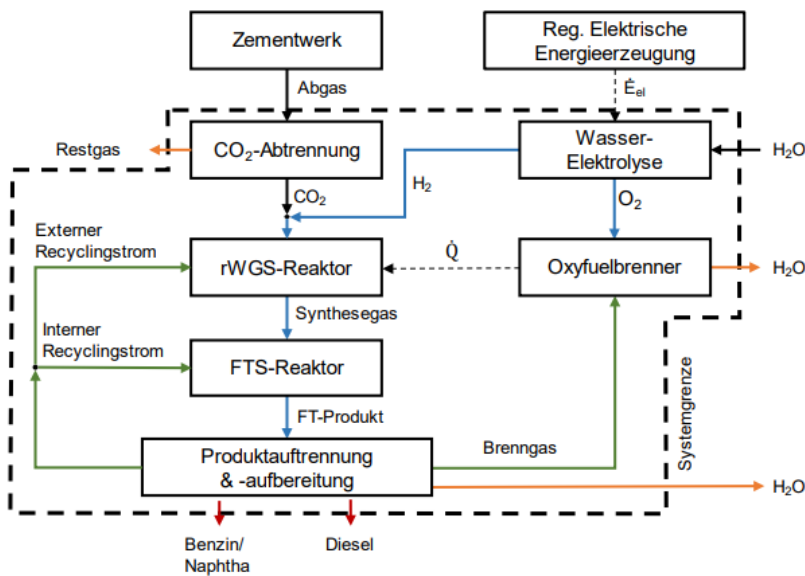 Zementwerk
Reg. Elektrische
Energieerzeugung
Abgas
Ėel
Restgas
CO₂-Abtrennung
Wasser-
Elektrolyse
H₂O
CO₂
H₂
O₂
Externer
Recyclingstrom
rWGS-Reaktor
Q̇
Oxyfuelbrenner
H₂O
Synthesegas
Interner
Recyclingstrom
FTS-Reaktor
Systemgrenze
FT-Produkt
Produktauftrennung
& -aufbereitung
Brenngas
H₂O
Benzin/
Naphtha
Diesel